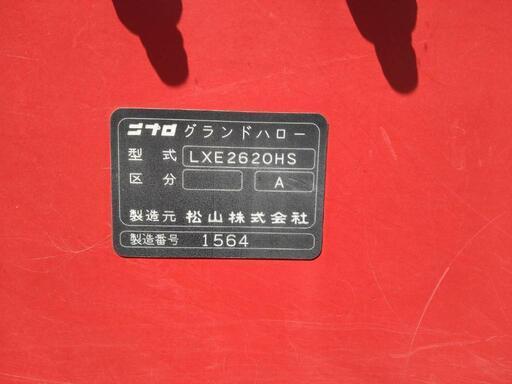 ニプロ グランドハロー
型式 LXE2620HS
区分 A
製造元 松山株式会社
製造番号 1564